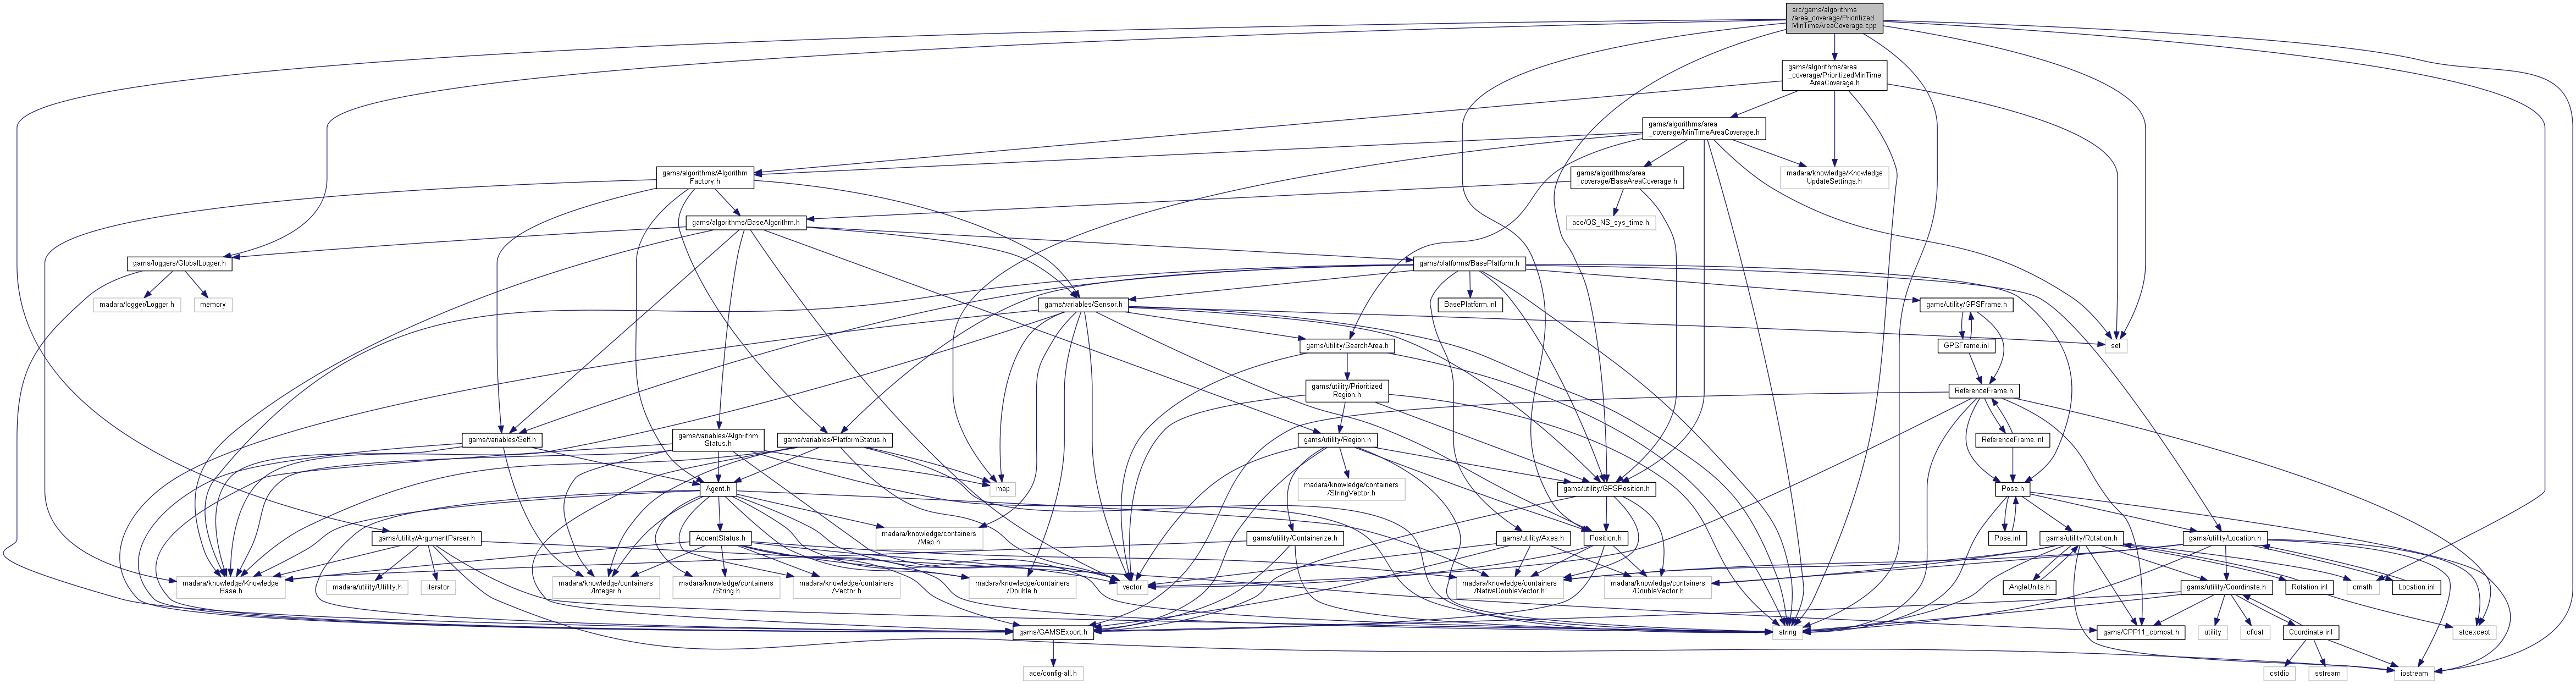 src/gams/algorithms
/area_coverage/Prioritized
MinTimeAreaCoverage.cpp
gams/algorithms/area
_coverage/PrioritizedMinTime
AreaCoverage.h
gams/algorithms/area
_coverage/MinTimeAreaCoverage.h
gams/algorithms/Algorithm
Factory.h
gams/algorithms/area
_coverage/BaseAreaCoverage.h
madara/knowledge/Knowledge
UpdateSettings.h
gams/algorithms/BaseAlgorithm.h
ace/OS_NS_sys_time.h
gams/loggers/GlobalLogger.h
gams/platforms/BasePlatform.h
madara/logger/Logger.h
memory
gams/variables/Sensor.h
BasePlatform.inl
gams/utility/GPSFrame.h
gams/utility/SearchArea.h
GPSFrame.inl
set
gams/utility/Prioritized
Region.h
ReferenceFrame.h
gams/variables/Self.h
gams/variables/Algorithm
Status.h
gams/variables/PlatformStatus.h
gams/utility/Region.h
ReferenceFrame.inl
Agent.h
map
madara/knowledge/containers
/StringVector.h
gams/utility/GPSPosition.h
Pose.h
madara/knowledge/containers
/Map.h
gams/utility/ArgumentParser.h
AccentStatus.h
gams/utility/Containerize.h
gams/utility/Axes.h
Position.h
Pose.inl
gams/utility/Rotation.h
gams/utility/Location.h
madara/knowledge/Knowledge
Base.h
madara/utility/Utility.h
iterator
madara/knowledge/containers
/Integer.h
madara/knowledge/containers
/String.h
madara/knowledge/containers
/Vector.h
madara/knowledge/containers
/Double.h
vector
madara/knowledge/containers
/NativeDoubleVector.h
madara/knowledge/containers
/DoubleVector.h
AngleUnits.h
gams/utility/Coordinate.h
Rotation.inl
cmath
Location.inl
gams/GAMSExport.h
string
gams/CPP11_compat.h
utility
cfloat
Coordinate.inl
stdexcept
ace/config-all.h
cstdio
sstream
iostream